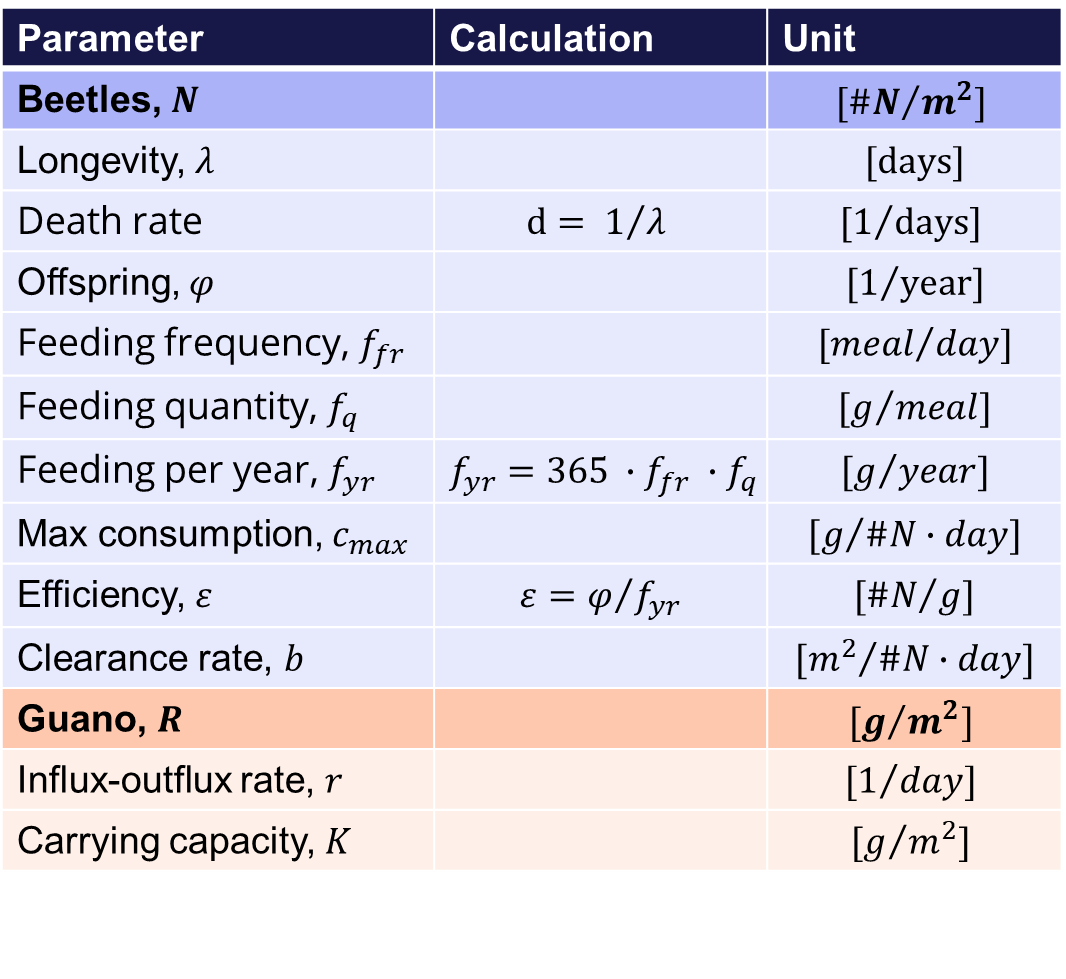 Parameter Calculation Unit
Beetles, N [#N/m²]
Longevity, λ [days]
Death rate d = 1/λ [1/days]
Offspring, φ [1/year]
Feeding frequency, f_fr [meal/day]
Feeding quantity, f_q [g/meal]
Feeding per year, f_yr f_yr = 365 · f_fr · f_q [g/year]
Max consumption, c_max [g/#N · day]
Efficiency, ε ε = φ/f_yr [#N/g]
Clearance rate, b [m²/#N · day]
Guano, R [g/m²]
Influx-outflux rate, r [1/day]
Carrying capacity, K [g/m²]